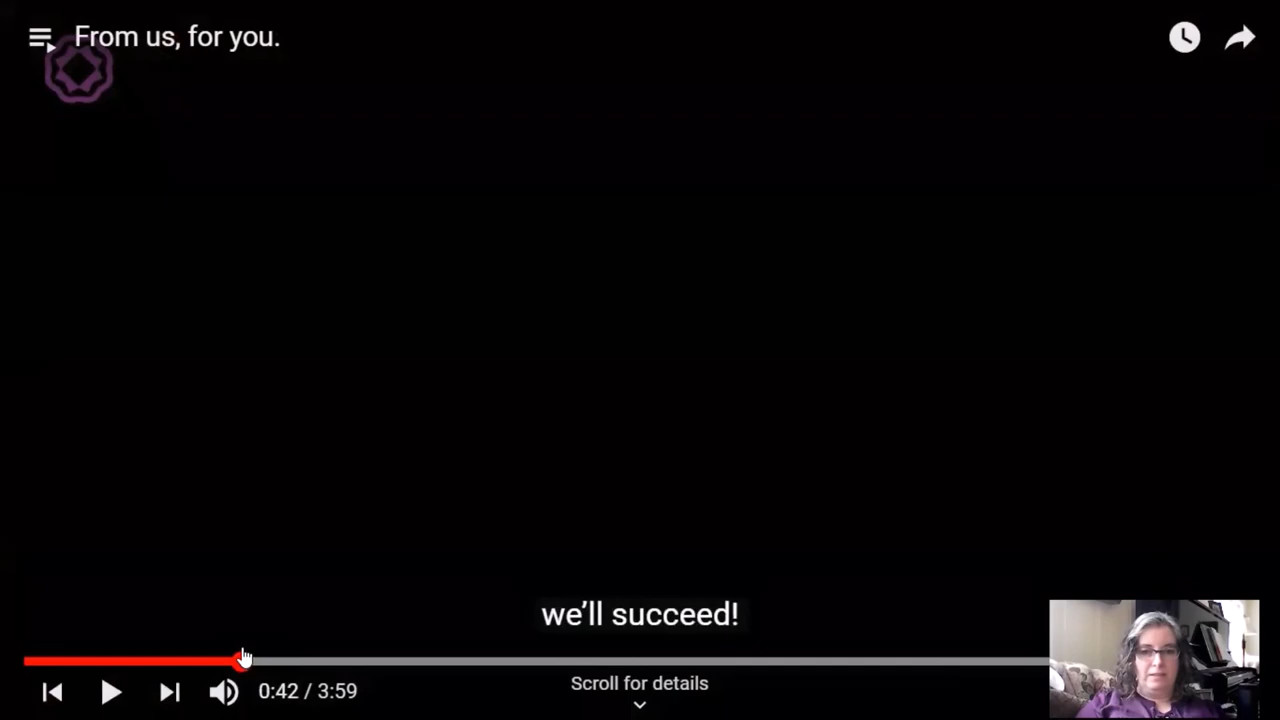 From us, for you.
we’ll succeed!
0:42 / 3:59
Scroll for details